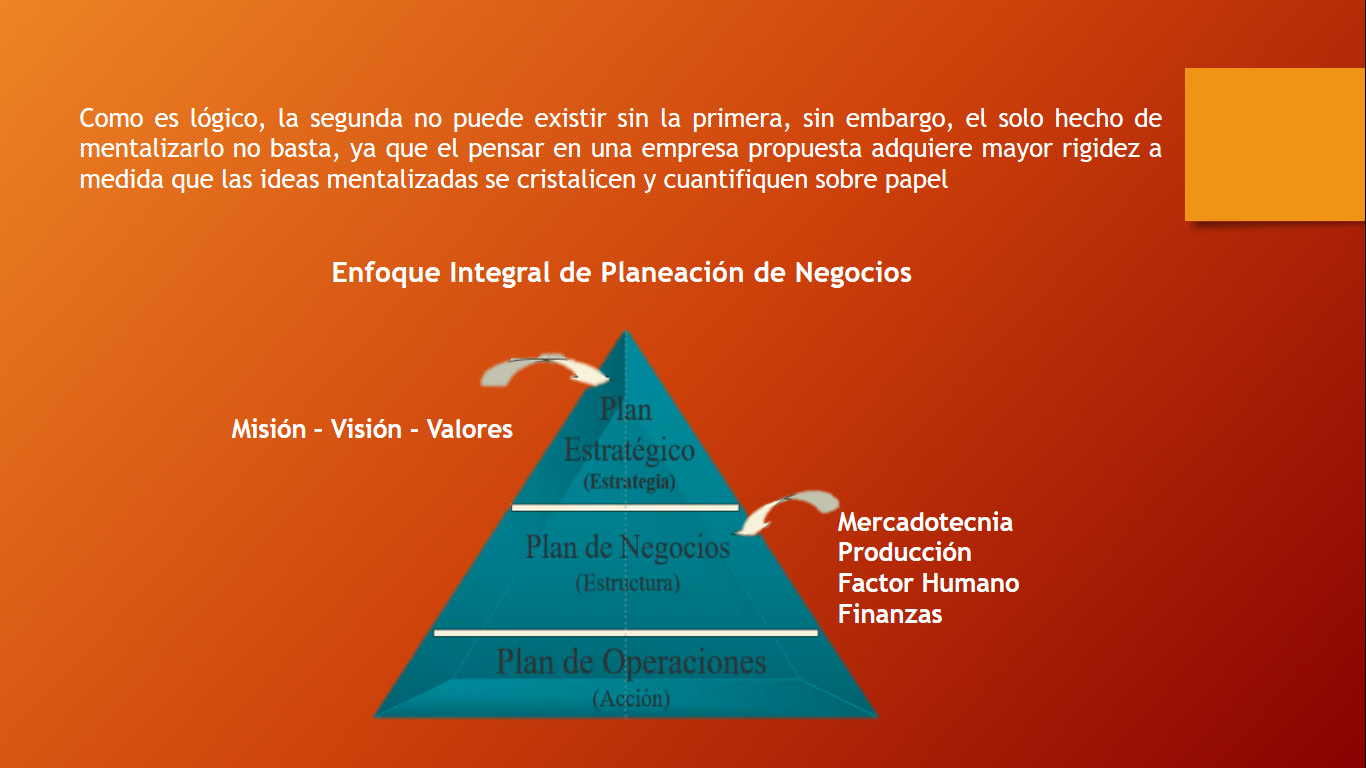 Como es lógico, la segunda no puede existir sin la primera, sin embargo, el solo hecho de
mentalizarlo no basta, ya que el pensar en una empresa propuesta adquiere mayor rigidez a
medida que las ideas mentalizadas se cristalicen y cuantifiquen sobre papel
Enfoque Integral de Planeación de Negocios
Plan
Estratégico
(Estrategia)
Misión – Visión - Valores
Plan de Negocios
(Estructura)
Mercadotecnia
Producción
Factor Humano
Finanzas
Plan de Operaciones
(Acción)